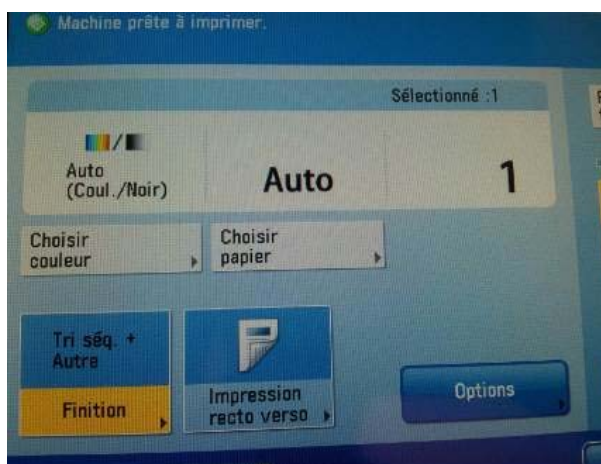 Machine prête à imprimer.
Sélectionné :1
Auto
(Coul./Noir)
Auto
1
Choisir
couleur
Choisir
papier
Tri séq. +
Autre
Finition
Impression
recto verso
Options